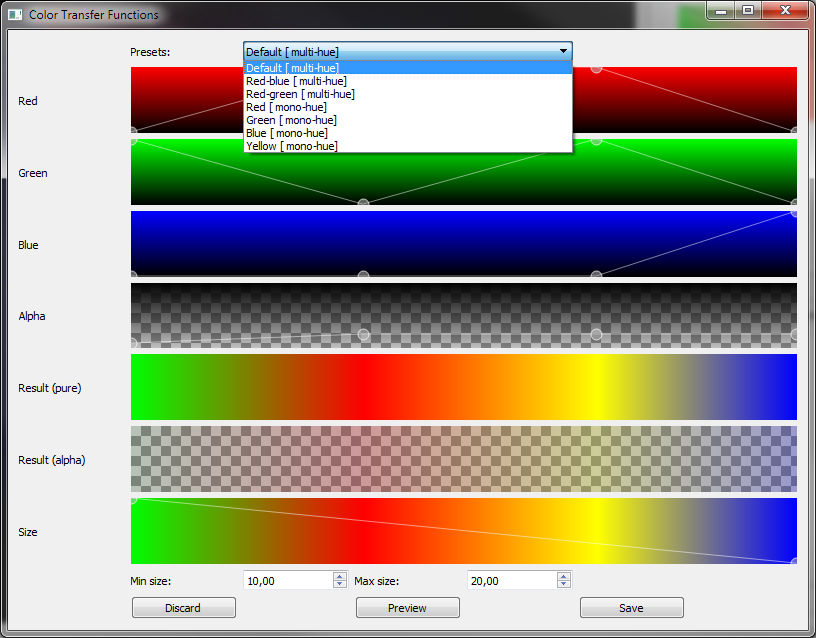 Color Transfer Functions
Presets: Default [ multi-hue]
Default [ multi-hue]
Red-blue [ multi-hue]
Red-green [ multi-hue]
Red [ mono-hue]
Green [ mono-hue]
Blue [ mono-hue]
Yellow [ mono-hue]
Red
Green
Blue
Alpha
Result (pure)
Result (alpha)
Size
Min size: 10,00 Max size: 20,00
Discard Preview Save